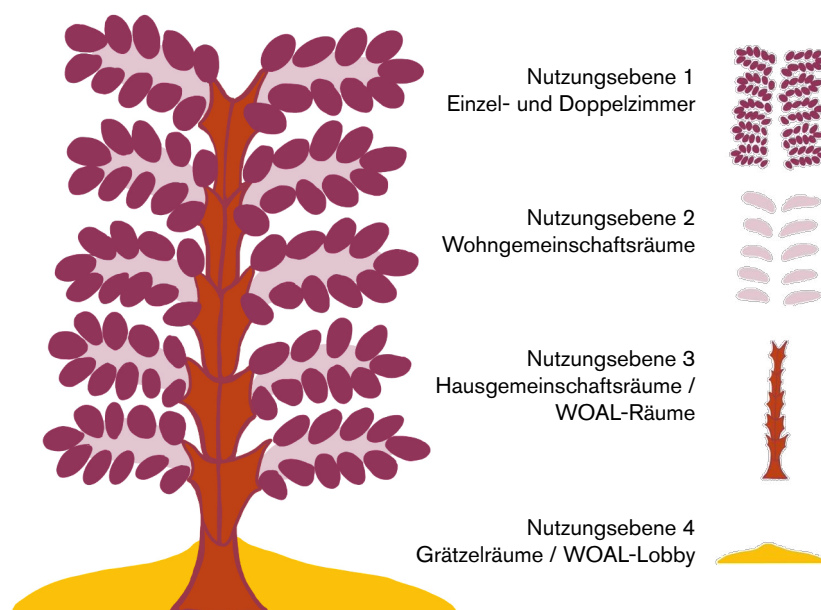 Nutzungsebene 1
Einzel- und Doppelzimmer
Nutzungsebene 2
Wohngemeinschaftsräume
Nutzungsebene 3
Hausgemeinschaftsräume /
WOAL-Räume
Nutzungsebene 4
Grätzelräume / WOAL-Lobby